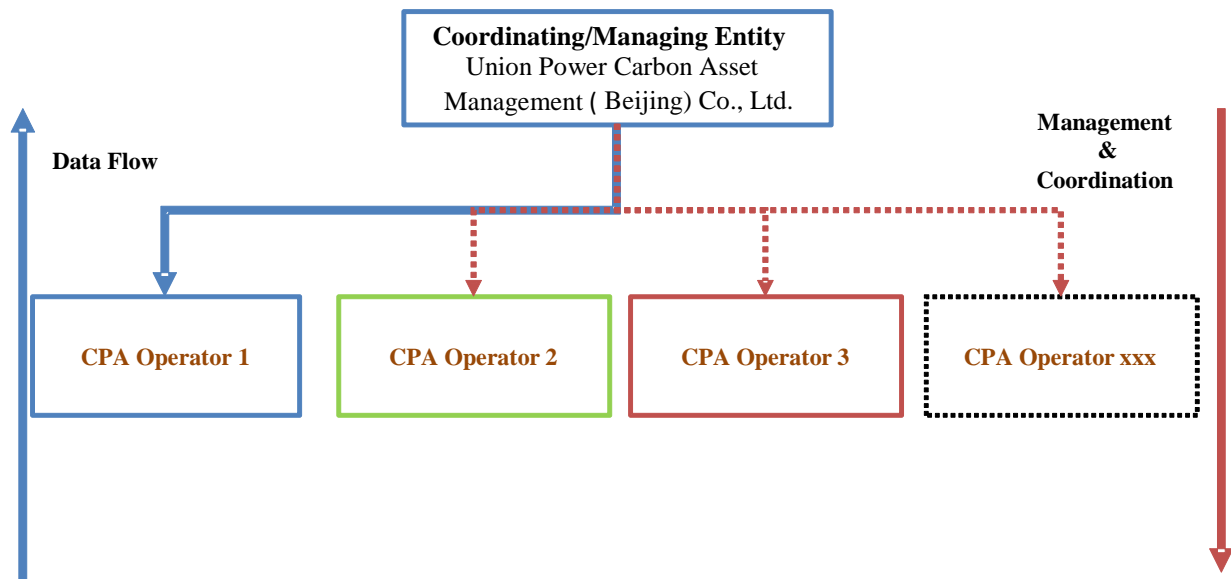 Coordinating/Managing Entity
Union Power Carbon Asset
Management ( Beijing) Co., Ltd.
Data Flow
Management
&
Coordination
CPA Operator 1
CPA Operator 2
CPA Operator 3
CPA Operator xxx